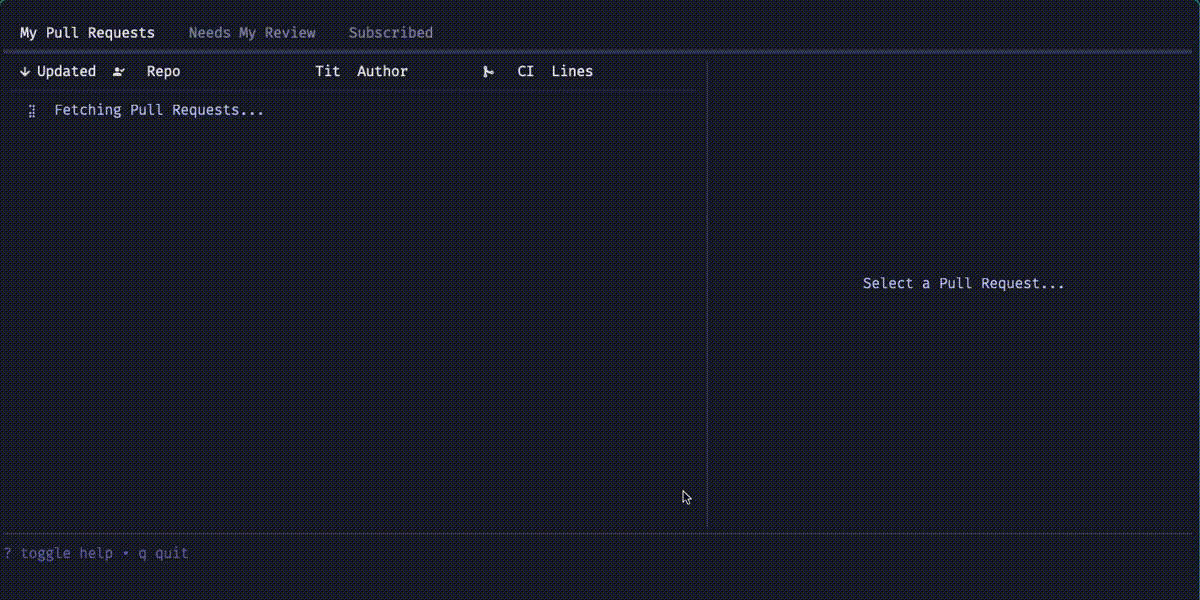 My Pull Requests Needs My Review Subscribed
Updated Repo Tit Author CI Lines
Fetching Pull Requests...
Select a Pull Request...
? toggle help • q quit